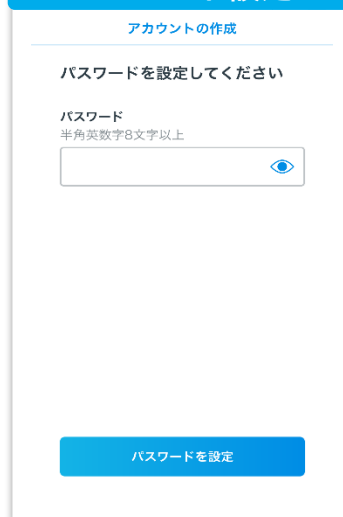 アカウントの作成
パスワードを設定してください
パスワード
半角英数字8文字以上
パスワードを設定